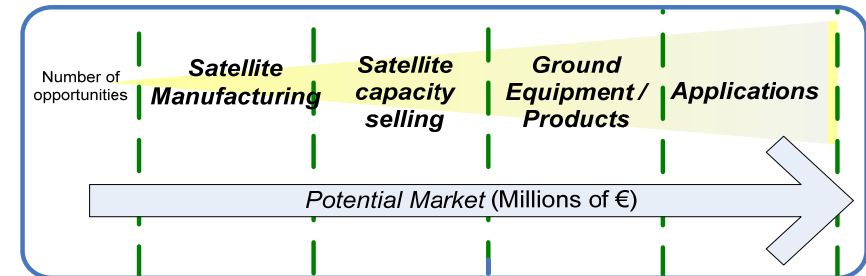 Number of
opportunities
Satellite
Manufacturing
Satellite
capacity
selling
Ground
Equipment /
Products
Applications
Potential Market (Millions of €)